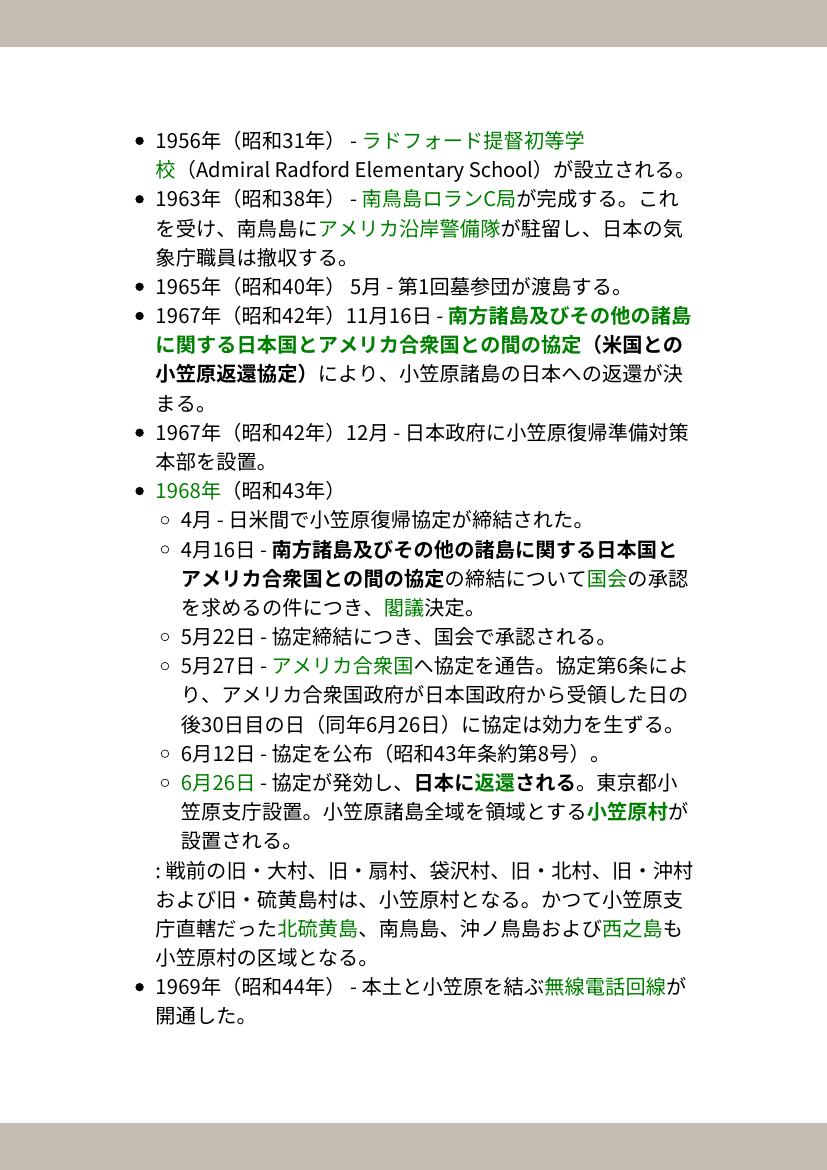 • 1956年（昭和31年） - ラドフォード提督初等学
校（Admiral Radford Elementary School）が設立される。
• 1963年（昭和38年） - 南鳥島ロランC局が完成する。これ
を受け、南鳥島にアメリカ沿岸警備隊が駐留し、日本の気
象庁職員は撤収する。
• 1965年（昭和40年） 5月 - 第1回墓参団が渡島する。
• 1967年（昭和42年）11月16日 - 南方諸島及びその他の諸島
に関する日本国とアメリカ合衆国との間の協定（米国との
小笠原返還協定）により、小笠原諸島の日本への返還が決
まる。
• 1967年（昭和42年）12月 - 日本政府に小笠原復帰準備対策
本部を設置。
• 1968年（昭和43年）
◦ 4月 - 日米間で小笠原復帰協定が締結された。
◦ 4月16日 - 南方諸島及びその他の諸島に関する日本国と
アメリカ合衆国との間の協定の締結について国会の承認
を求めるの件につき、閣議決定。
◦ 5月22日 - 協定締結につき、国会で承認される。
◦ 5月27日 - アメリカ合衆国へ協定を通告。協定第6条によ
り、アメリカ合衆国政府が日本国政府から受領した日の
後30日目の日（同年6月26日）に協定は効力を生ずる。
◦ 6月12日 - 協定を公布（昭和43年条約第8号）。
◦ 6月26日 - 協定が発効し、日本に返還される。東京都小
笠原支庁設置。小笠原諸島全域を領域とする小笠原村が
設置される。
: 戦前の旧・大村、旧・扇村、袋沢村、旧・北村、旧・沖村
および旧・硫黄島村は、小笠原村となる。かつて小笠原支
庁直轄だった北硫黄島、南鳥島、沖ノ鳥島および西之島も
小笠原村の区域となる。
• 1969年（昭和44年） - 本土と小笠原を結ぶ無線電話回線が
開通した。